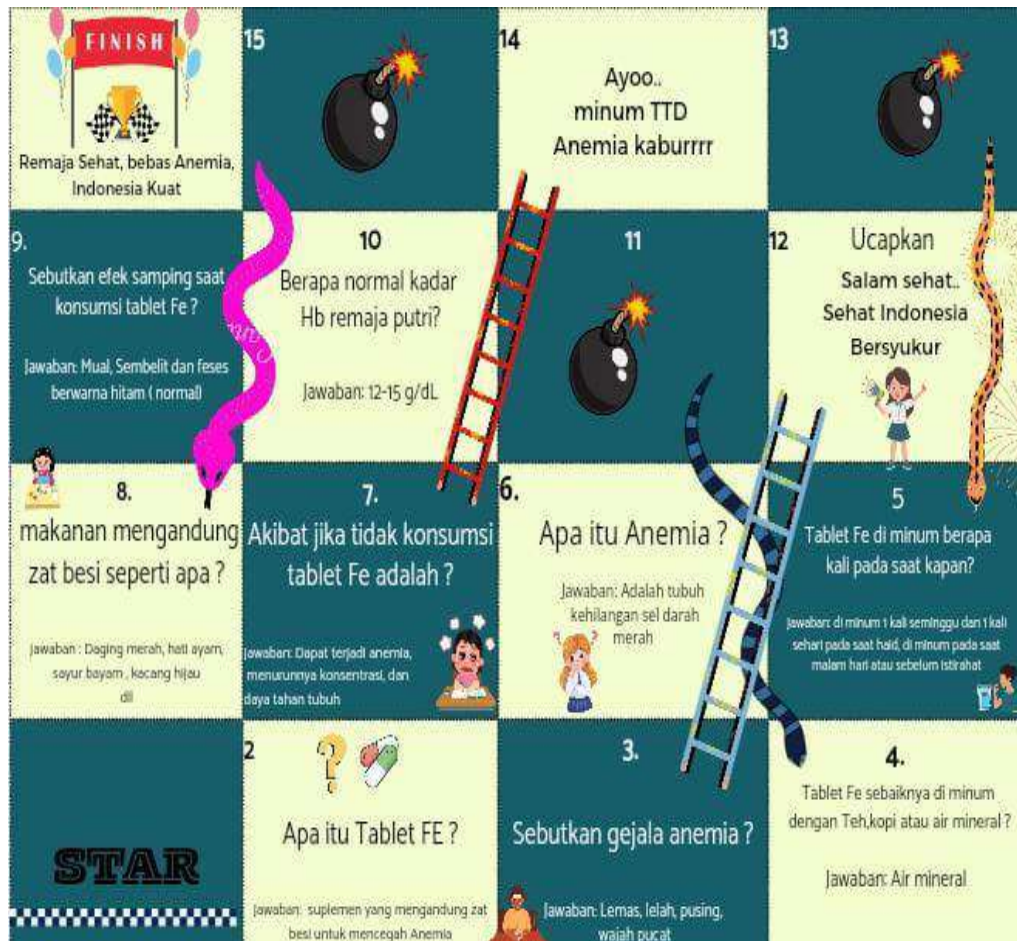 FINISH
Remaja Sehat, bebas Anemia,
Indonesia Kuat
15
14
Ayoo..
minum TTD
Anemia kaburrrr
13
9.
Sebutkan efek samping saat
konsumsi tablet Fe ?
Jawaban: Mual, Sembelit dan feses
berwarna hitam ( normal)
10
Berapa normal kadar
Hb remaja putri?
Jawaban: 12-15 g/dL
11
12
Ucapkan
Salam sehat..
Sehat Indonesia
Bersyukur
8.
makanan mengandung
zat besi seperti apa ?
Jawaban : Daging merah, hati ayam,
sayur bayam , kacang hijau
dll
7.
Akibat jika tidak konsumsi
tablet Fe adalah ?
Jawaban: Dapat terjadi anemia,
menurunnya konsentrasi, dan
daya tahan tubuh
6.
Apa itu Anemia ?
Jawaban: Adalah tubuh
kehilangan sel darah
merah
5
Tablet Fe di minum berapa
kali pada saat kapan?
Jawaban: di minum 1 kali seminggu dan 1 kali
sehari pada saat haid, di minum pada saat
malam hari atau sebelum istirahat
STAR
2
Apa itu Tablet FE ?
Jawaban: suplemen yang mengandung zat
besi untuk mencegah Anemia
3.
Sebutkan gejala anemia ?
Jawaban: Lemas, lelah, pusing,
wajah pucat
4.
Tablet Fe sebaiknya di minum
dengan Teh,kopi atau air mineral ?
Jawaban: Air mineral